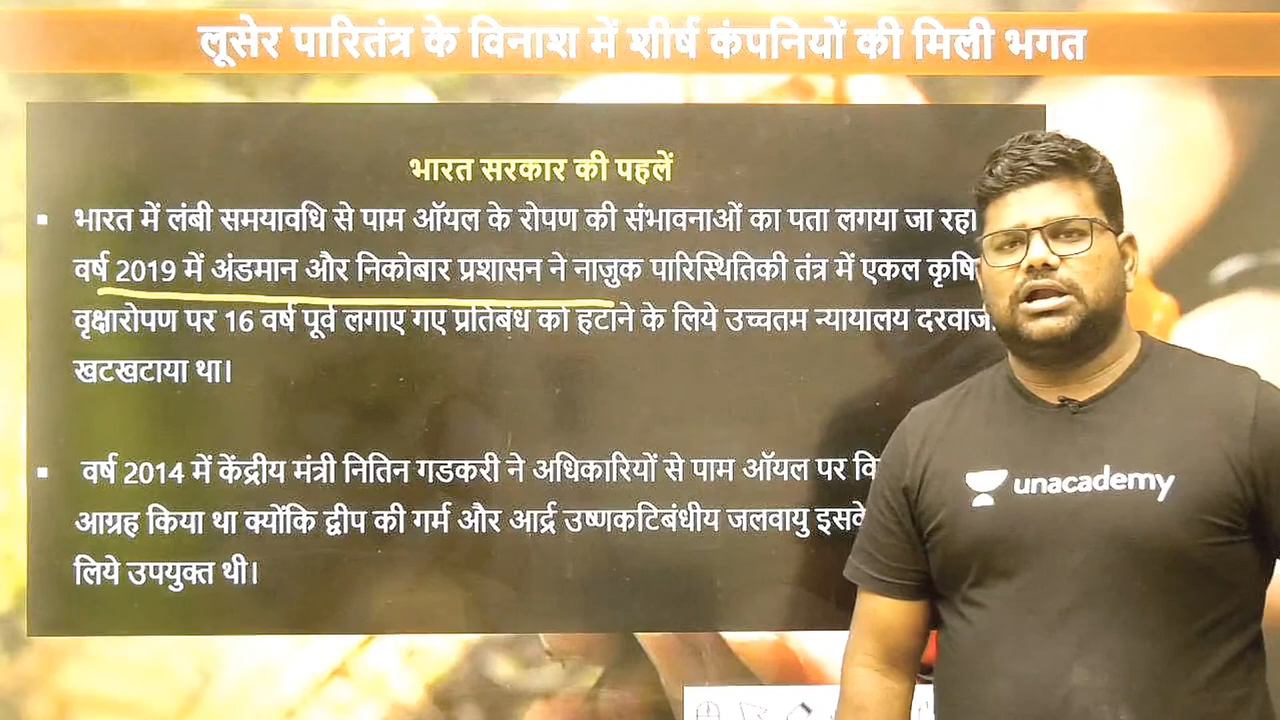 लूसेर पारितंत्र के विनाश में शीर्ष कंपनियों की मिली भगत
भारत सरकार की पहलें
▪ भारत में लंबी समयावधि से पाम ऑयल के रोपण की संभावनाओं का पता लगया जा रहा
वर्ष 2019 में अंडमान और निकोबार प्रशासन ने नाजुक पारिस्थितिकी तंत्र में एकल कृषि
वृक्षारोपण पर 16 वर्ष पूर्व लगाए गए प्रतिबंध को हटाने के लिये उच्चतम न्यायालय
खटखटाया था।
▪ वर्ष 2014 में केंद्रीय मंत्री नितिन गडकरी ने अधिकारियों से पाम ऑयल पर
आग्रह किया था क्योंकि द्वीप की गर्म और आर्द्र उष्णकटिबंधीय जलवायु
लिये उपयुक्त थी।
unacademy